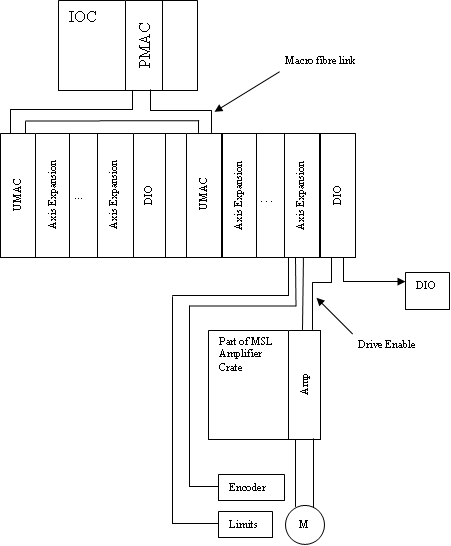 IOC
PMAC
Macro fibre link
UMAC
Axis Expansion
...
Axis Expansion
DIO
UMAC
Axis Expansion
...
Axis Expansion
DIO
DIO
Drive Enable
Part of MSL
Amplifier
Crate
Amp
Encoder
Limits
M